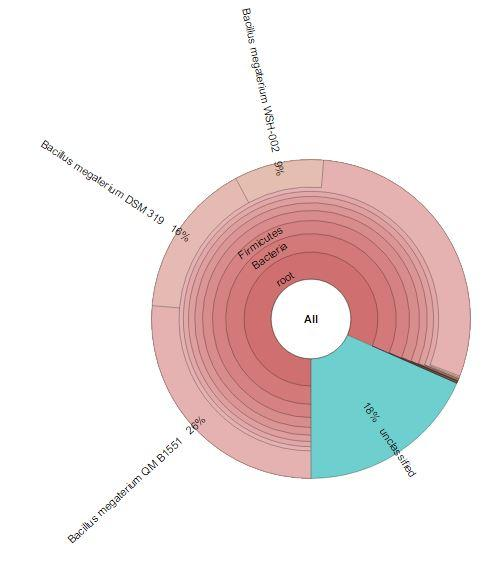 Bacillus megaterium WSH-002 9%
Bacillus megaterium DSM 319 16%
Firmicutes
Bacteria
root
All
18% unclassified
Bacillus megaterium QM B1551 26%